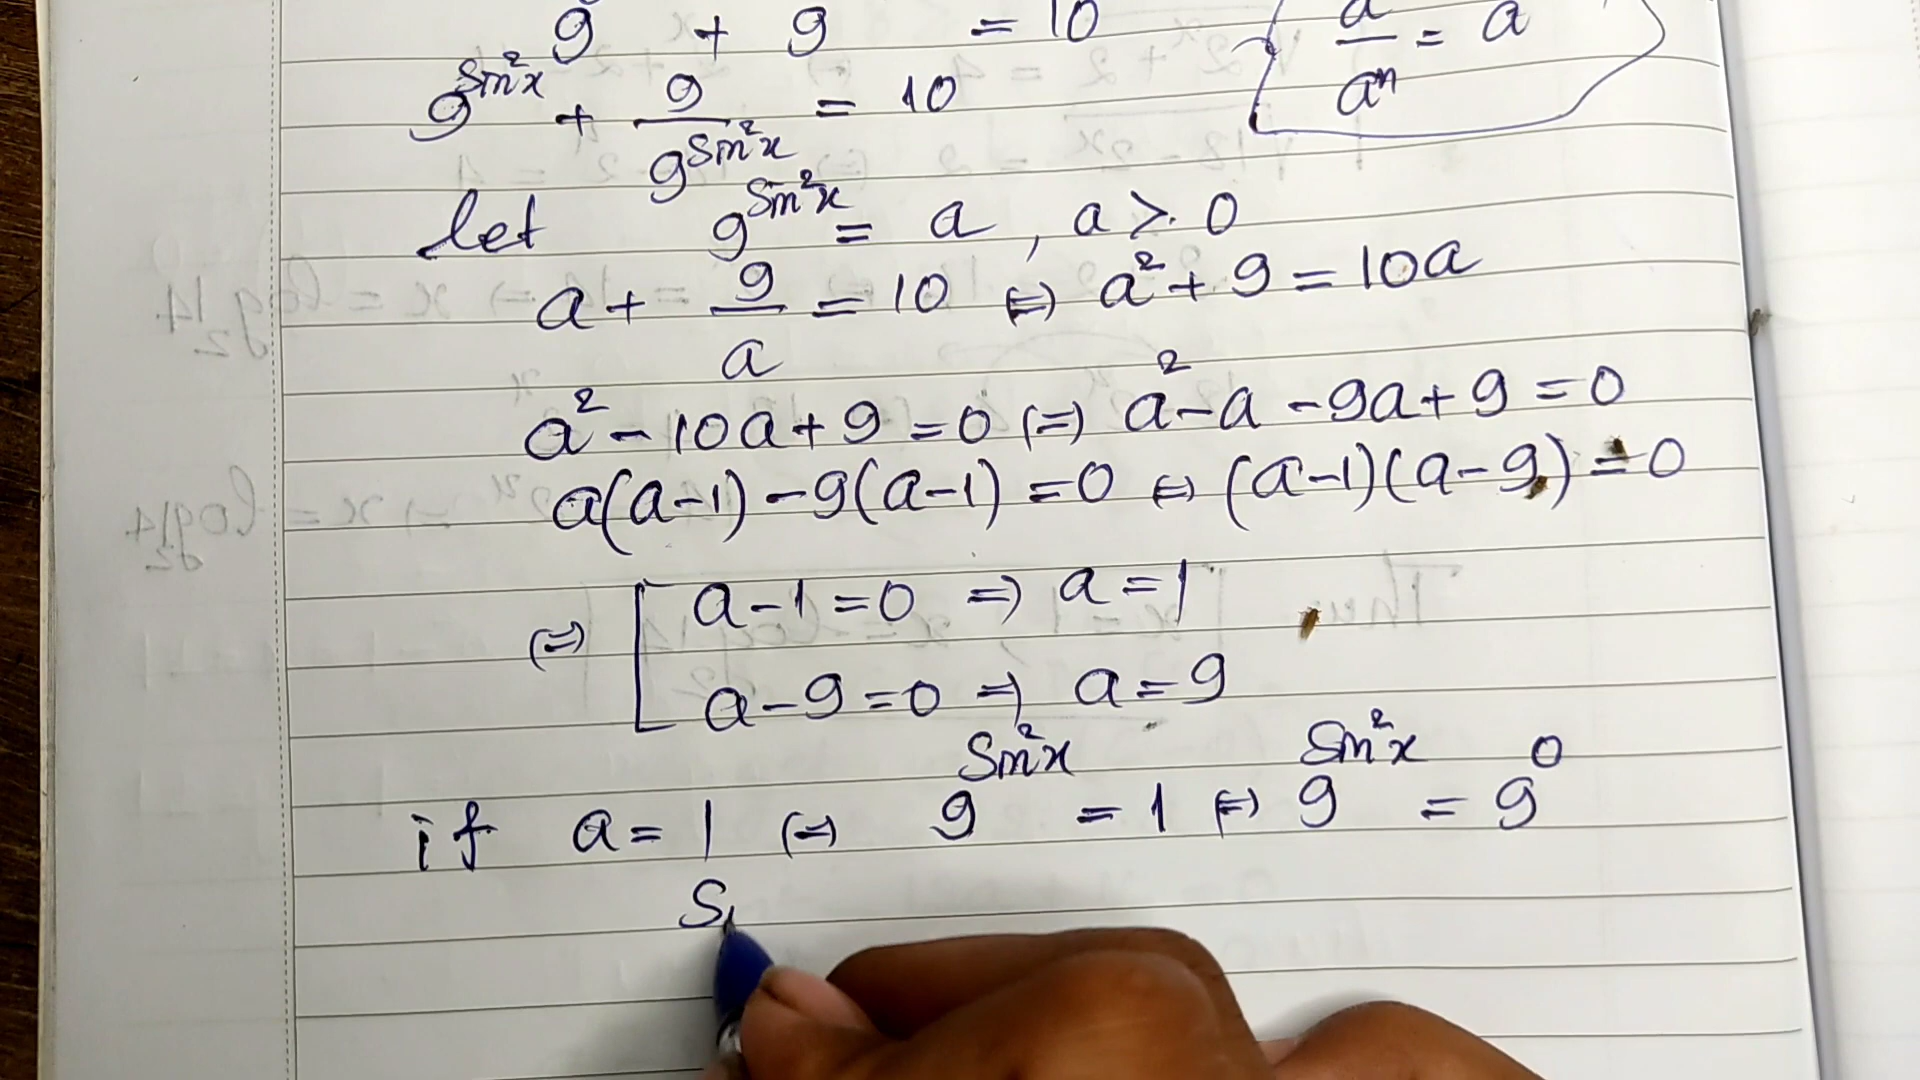 9 + 9 = 10
a/aⁿ = a
9^(Sin²x) + 9/9^(Sin²x) = 10
let 9^(Sin²x) = a , a > 0
a + 9/a = 10 (=) a² + 9 = 10a
a² - 10a + 9 = 0 (=) a² - a - 9a + 9 = 0
a(a-1) - 9(a-1) = 0 (=) (a-1)(a-9) = 0
(=) [ a-1=0 => a=1
a-9=0 => a=9
if a = 1 (=) 9^(Sin²x) = 1 (=) 9^(Sin²x) = 9⁰
S